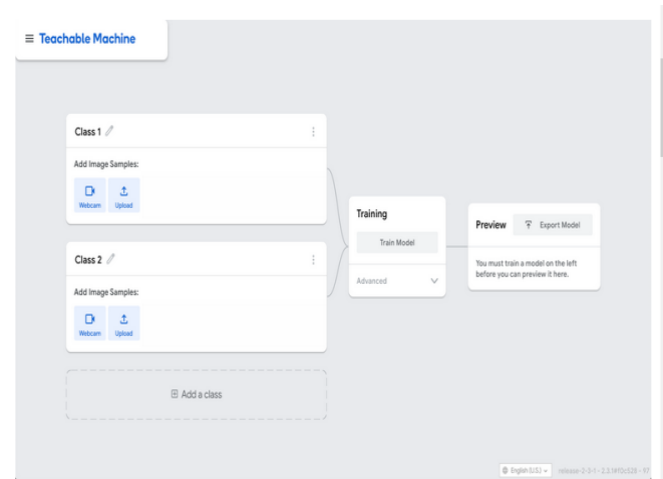 Teachable Machine
Class 1
Add Image Samples:
Webcam Upload
Class 2
Add Image Samples:
Webcam Upload
Add a class
Training
Train Model
Advanced
Preview
Export Model
You must train a model on the left
before you can preview it here.
English (U.S.)